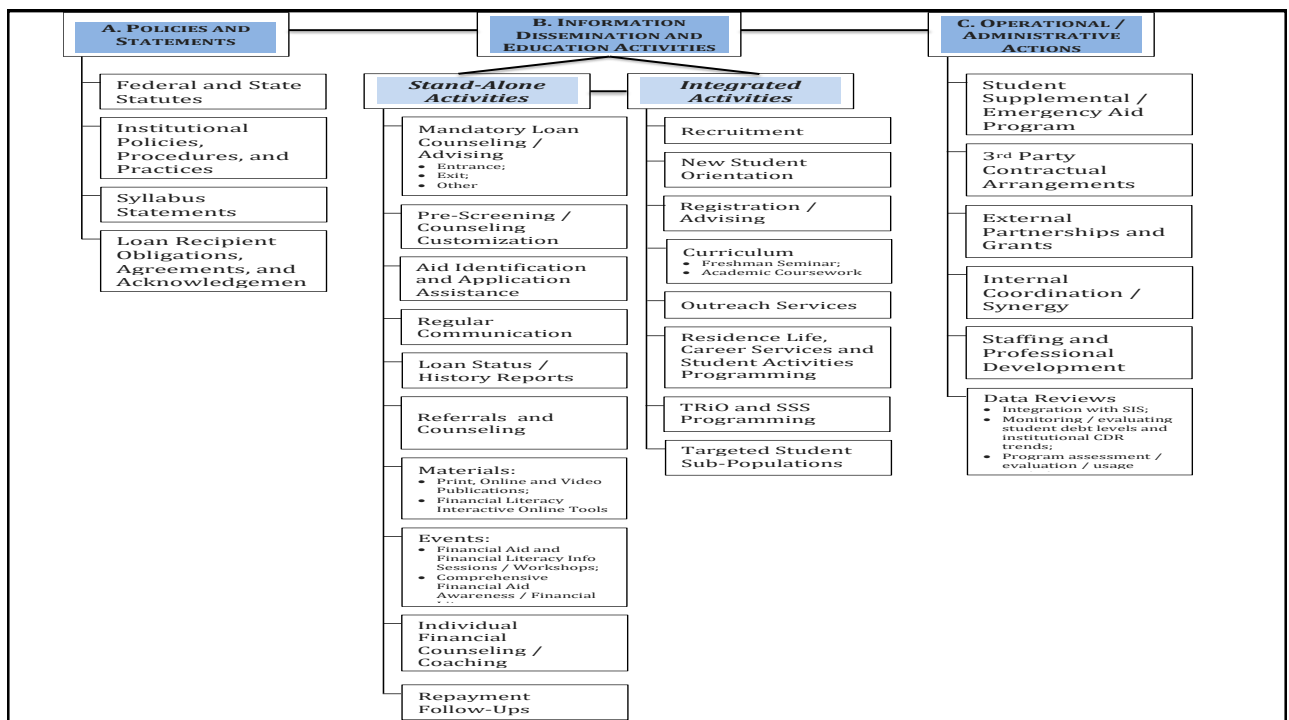 A. POLICIES AND
STATEMENTS
Federal and State
Statutes
Institutional
Policies,
Procedures, and
Practices
Syllabus
Statements
Loan Recipient
Obligations,
Agreements, and
Acknowledgemen
B. INFORMATION
DISSEMINATION AND
EDUCATION ACTIVITIES
Stand-Alone
Activities
Mandatory Loan
Counseling /
Advising
• Entrance;
• Exit;
• Other
Pre-Screening /
Counseling
Customization
Aid Identification
and Application
Assistance
Regular
Communication
Loan Status /
History Reports
Referrals and
Counseling
Materials:
• Print, Online and Video
Publications;
• Financial Literacy
Interactive Online Tools
Events:
• Financial Aid and
Financial Literacy Info
Sessions / Workshops;
• Comprehensive
Financial Aid
Awareness / Financial
Individual
Financial
Counseling /
Coaching
Repayment
Follow-Ups
Integrated
Activities
Recruitment
New Student
Orientation
Registration /
Advising
Curriculum
• Freshman Seminar;
• Academic Coursework
Outreach Services
Residence Life,
Career Services and
Student Activities
Programming
TRiO and SSS
Programming
Targeted Student
Sub-Populations
C. OPERATIONAL /
ADMINISTRATIVE
ACTIONS
Student
Supplemental /
Emergency Aid
Program
3rd Party
Contractual
Arrangements
External
Partnerships and
Grants
Internal
Coordination /
Synergy
Staffing and
Professional
Development
Data Reviews
• Integration with SIS;
• Monitoring / evaluating
student debt levels and
institutional CDR
trends;
• Program assessment /
evaluation / usage